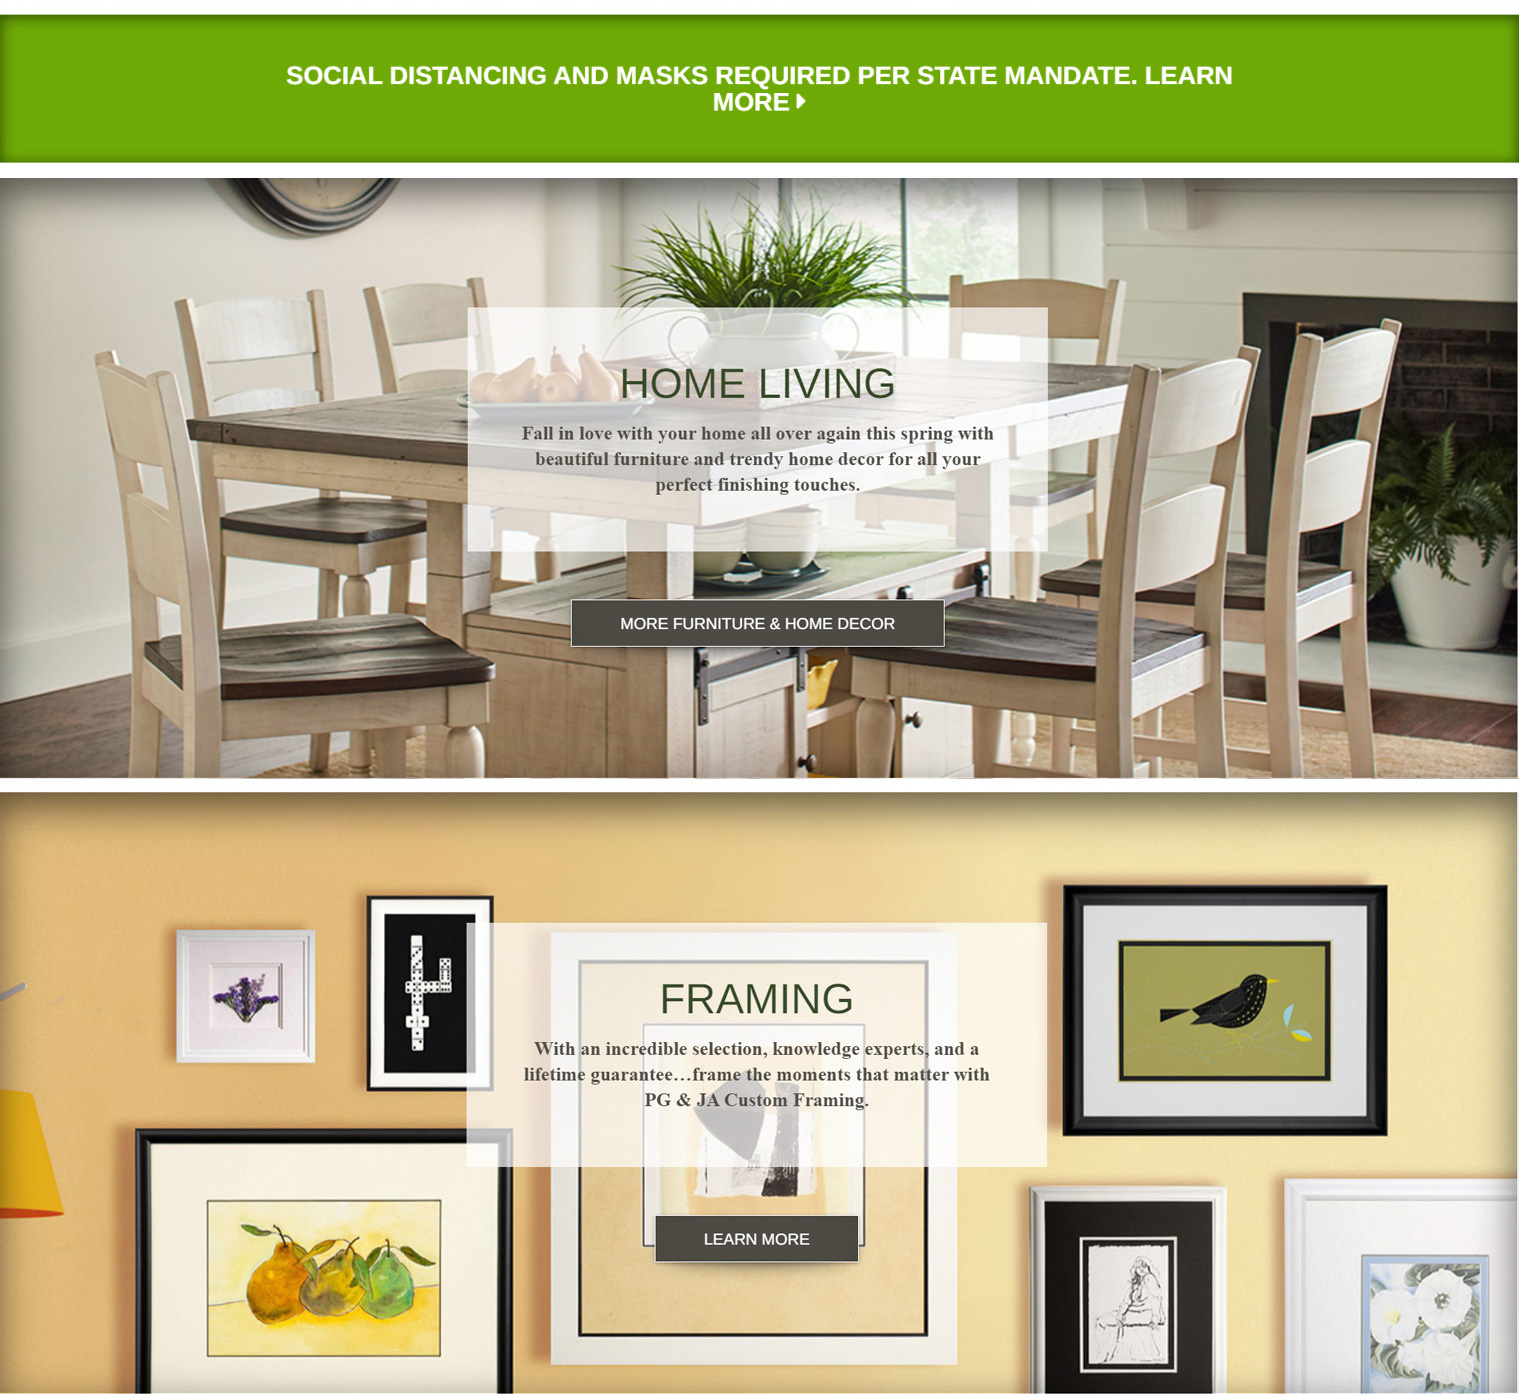 SOCIAL DISTANCING AND MASKS REQUIRED PER STATE MANDATE. LEARN
MORE
HOME LIVING
Fall in love with your home all over again this spring with
beautiful furniture and trendy home decor for all your
perfect finishing touches.
MORE FURNITURE & HOME DECOR
FRAMING
With an incredible selection, knowledge experts, and a
lifetime guarantee…frame the moments that matter with
PG & JA Custom Framing.
LEARN MORE